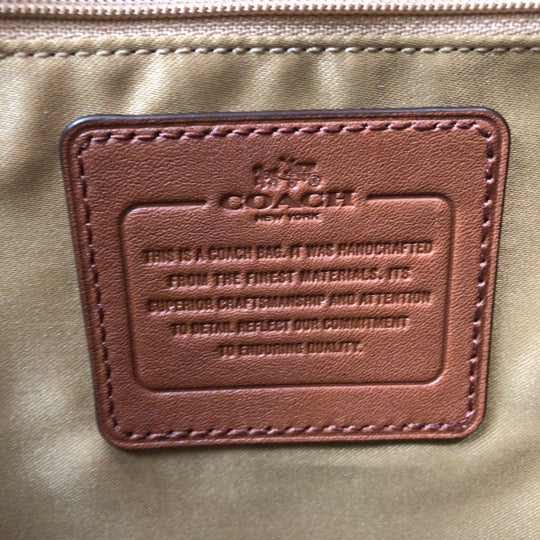 COACH
NEW YORK
THIS IS A COACH BAG. IT WAS HANDCRAFTED
FROM THE FINEST MATERIALS. ITS
SUPERIOR CRAFTSMANSHIP AND ATTENTION
TO DETAIL REFLECT OUR COMMITMENT
TO ENDURING QUALITY.